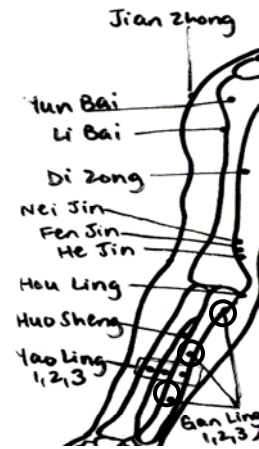 Jian Zhong
Yun Bai
Li Bai
Di Zong
Nei Jin
Fen Jin
He Jin
Hou Ling
Huo Sheng
Yao Ling
1,2,3
Gan Ling
1,2,3